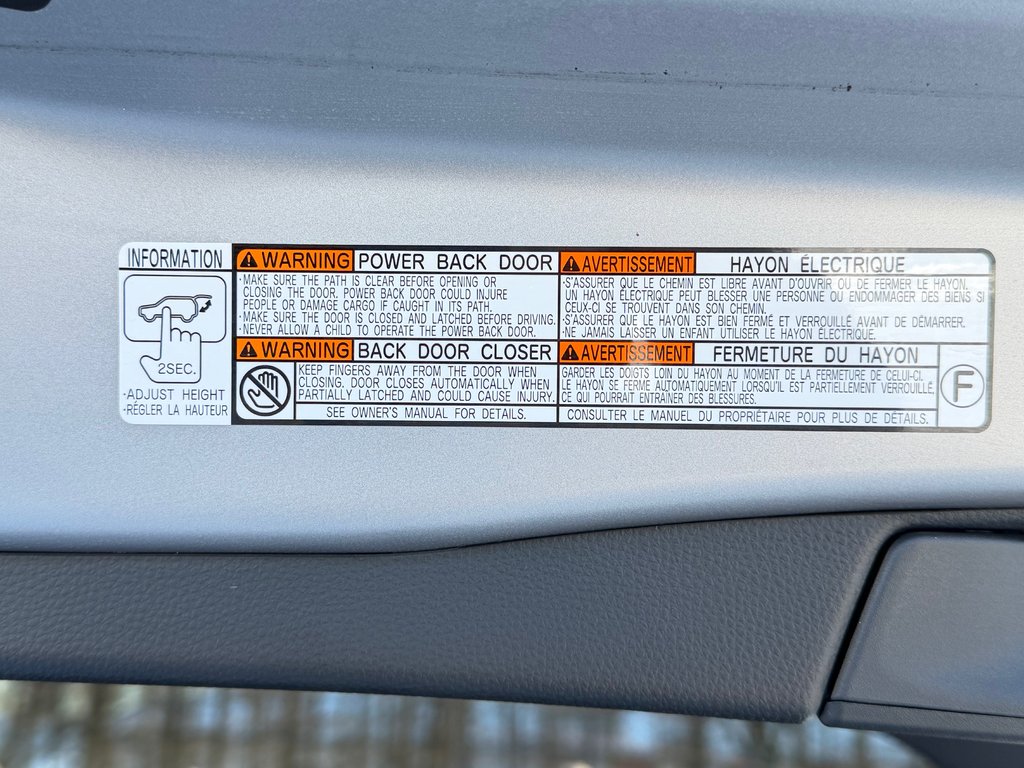 INFORMATION
2SEC.
·ADJUST HEIGHT
·RÉGLER LA HAUTEUR
WARNING POWER BACK DOOR
·MAKE SURE THE PATH IS CLEAR BEFORE OPENING OR
CLOSING THE DOOR. POWER BACK DOOR COULD INJURE
PEOPLE OR DAMAGE CARGO IF CAUGHT IN ITS PATH.
·MAKE SURE THE DOOR IS CLOSED AND LATCHED BEFORE DRIVING.
·NEVER ALLOW A CHILD TO OPERATE THE POWER BACK DOOR.
WARNING BACK DOOR CLOSER
KEEP FINGERS AWAY FROM THE DOOR WHEN
CLOSING. DOOR CLOSES AUTOMATICALLY WHEN
PARTIALLY LATCHED AND COULD CAUSE INJURY.
SEE OWNER'S MANUAL FOR DETAILS.
AVERTISSEMENT HAYON ÉLECTRIQUE
·S'ASSURER QUE LE CHEMIN EST LIBRE AVANT D'OUVRIR OU DE FERMER LE HAYON.
UN HAYON ÉLECTRIQUE PEUT BLESSER UNE PERSONNE OU ENDOMMAGER DES BIENS SI
CEUX-CI SE TROUVENT DANS SON CHEMIN.
·S'ASSURER QUE LE HAYON EST BIEN FERMÉ ET VERROUILLÉ AVANT DE DÉMARRER.
·NE JAMAIS LAISSER UN ENFANT UTILISER LE HAYON ÉLECTRIQUE.
AVERTISSEMENT FERMETURE DU HAYON
GARDER LES DOIGTS LOIN DU HAYON AU MOMENT DE LA FERMETURE DE CELUI-CI.
LE HAYON SE FERME AUTOMATIQUEMENT LORSQU'IL EST PARTIELLEMENT VERROUILLÉ,
CE QUI POURRAIT ENTRAÎNER DES BLESSURES.
CONSULTER LE MANUEL DU PROPRIÉTAIRE POUR PLUS DE DÉTAILS.
F